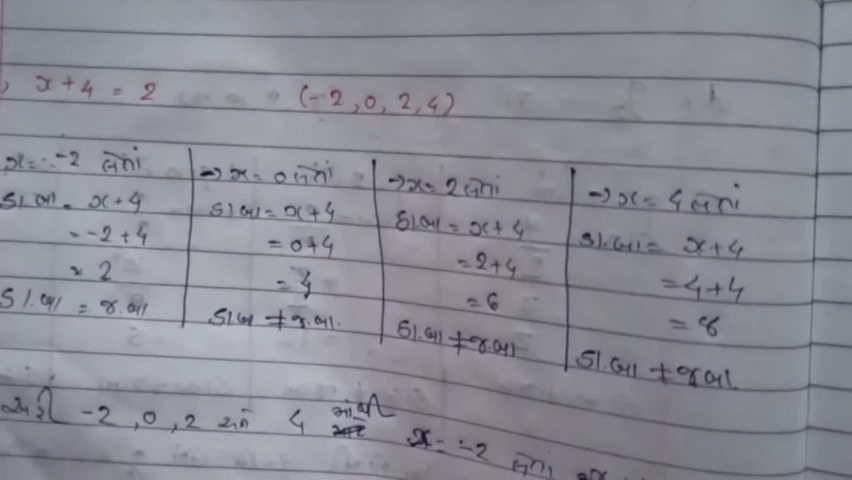 x + 4 = 2 (-2, 0, 2, 4)
x = -2 લેતાં
ડા.બા = x+4
= -2+4
= 2
ડા.બા = જ.બા
→ x = 0 લેતાં
ડા.બા = x+4
= 0+4
= 4
ડા.બા ≠ જ.બા.
→ x = 2 લેતાં
ડા.બા = x+4
= 2+4
= 6
ડા.બા ≠ જ.બા
→ x = 4 લેતાં
ડા.બા = x+4
= 4+4
= 8
ડા.બા ≠ જ.બા.
અહીં -2, 0, 2 અને 4 માંથી x = -2 લેતાં